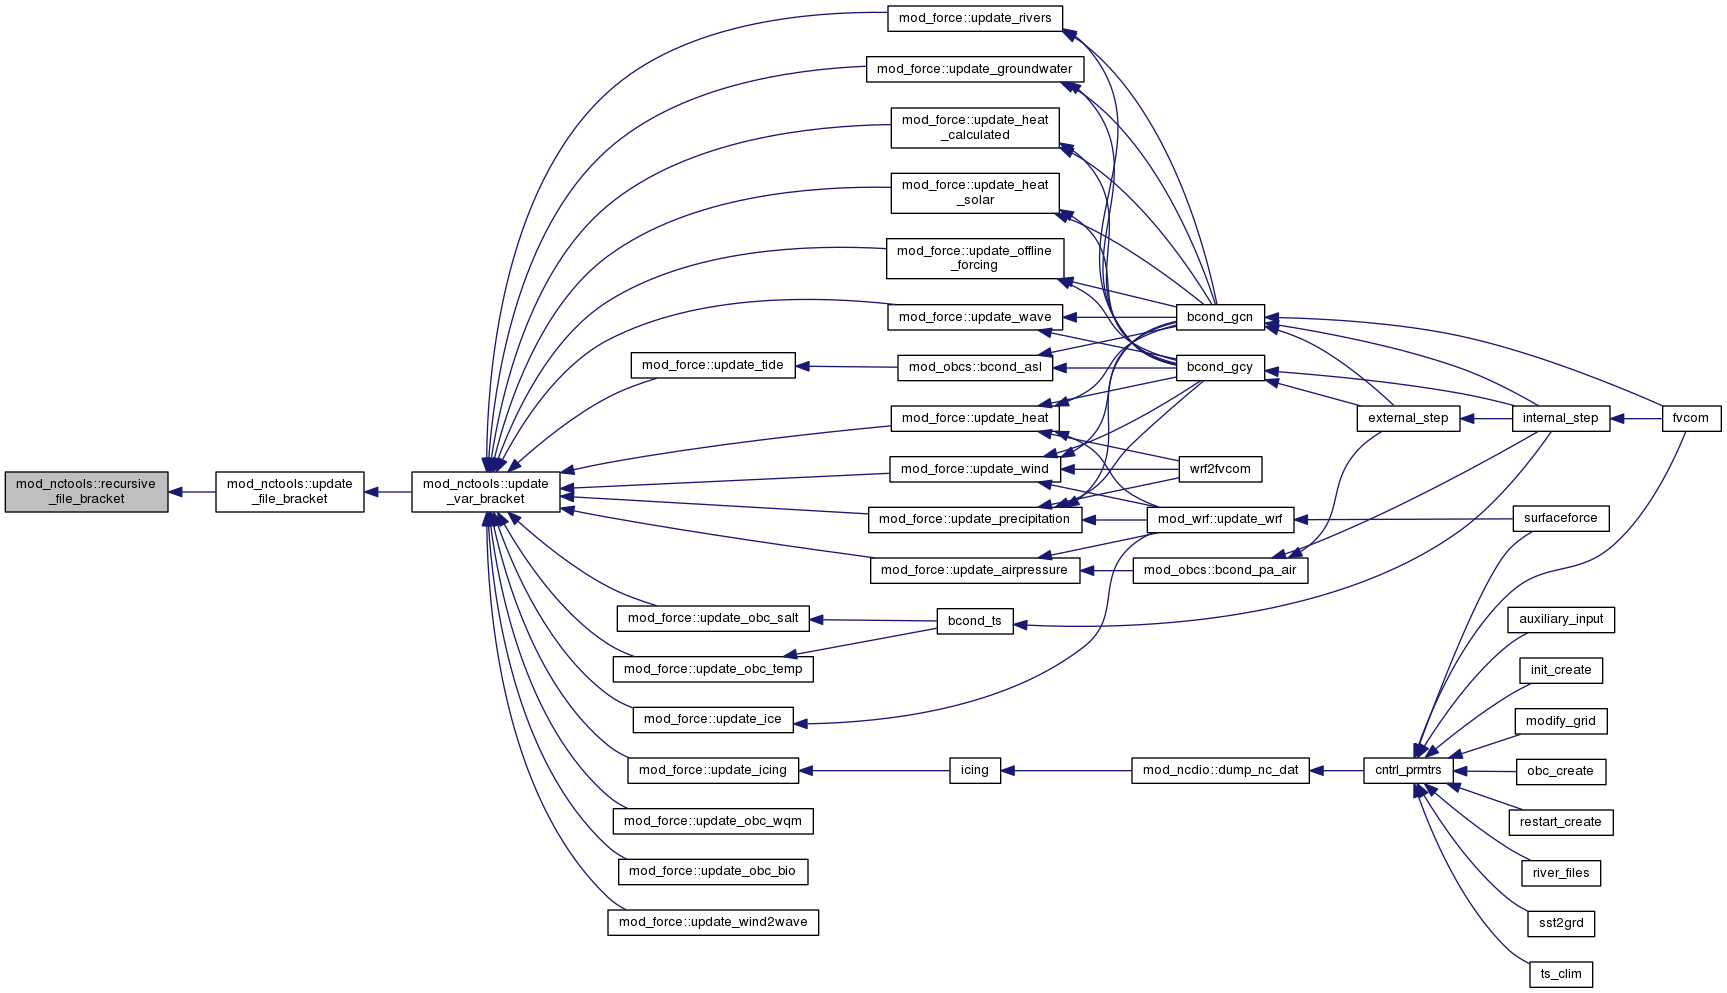 mod_nctools::recursive
_file_bracket
mod_nctools::update
_file_bracket
mod_nctools::update
_var_bracket
mod_force::update_rivers
mod_force::update_groundwater
mod_force::update_heat
_calculated
mod_force::update_heat
_solar
mod_force::update_offline
_forcing
mod_force::update_wave
mod_force::update_tide
mod_obcs::bcond_asl
mod_force::update_heat
mod_force::update_wind
mod_force::update_precipitation
mod_force::update_airpressure
mod_force::update_obc_salt
mod_force::update_obc_temp
mod_force::update_ice
mod_force::update_icing
mod_force::update_obc_wqm
mod_force::update_obc_bio
mod_force::update_wind2wave
bcond_ts
icing
bcond_gcn
bcond_gcy
wrf2fvcom
mod_wrf::update_wrf
mod_obcs::bcond_pa_air
mod_ncdio::dump_nc_dat
external_step
internal_step
fvcom
cntrl_prmtrs
surfaceforce
auxiliary_input
init_create
modify_grid
obc_create
restart_create
river_files
sst2grd
ts_clim